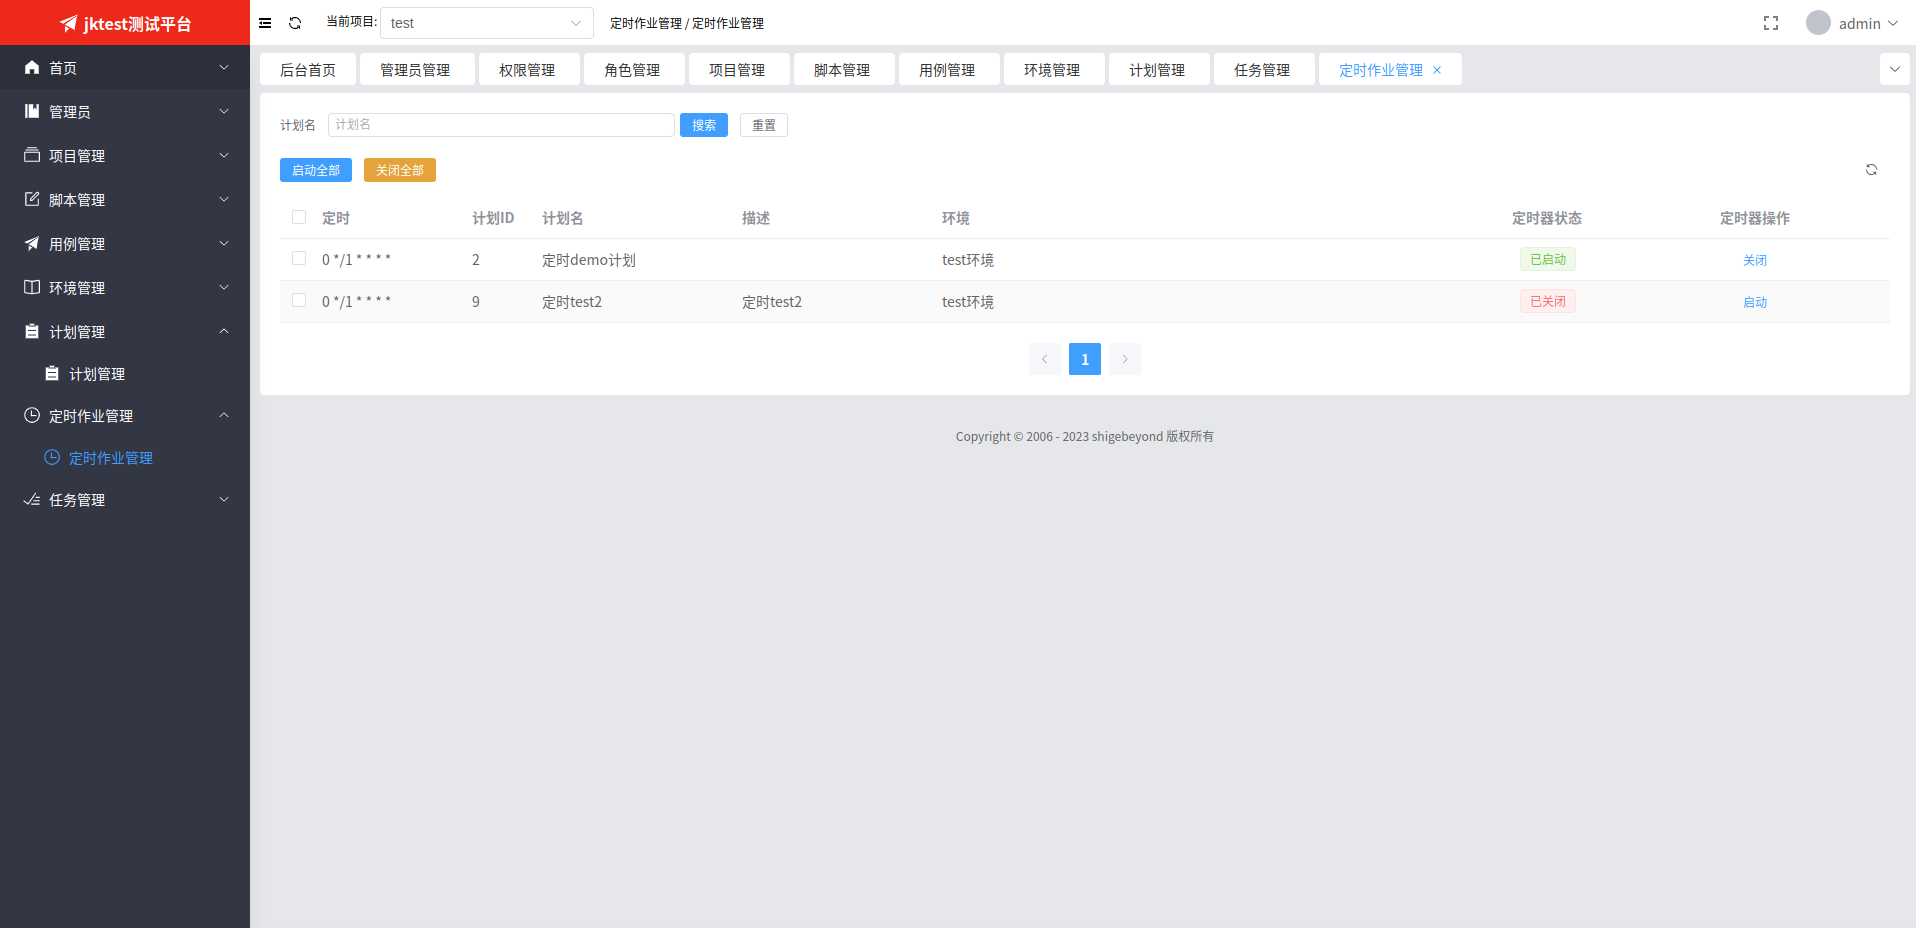 jktest测试平台
当前项目: test
定时作业管理 / 定时作业管理
admin
首页
管理员
项目管理
脚本管理
用例管理
环境管理
计划管理
计划管理
定时作业管理
定时作业管理
任务管理
后台首页 管理员管理 权限管理 角色管理 项目管理 脚本管理 用例管理 环境管理 计划管理 任务管理 定时作业管理
计划名 计划名 搜索 重置
启动全部 关闭全部
定时 计划ID 计划名 描述 环境 定时器状态 定时器操作
0 */1 * * * * 2 定时demo计划 test环境 已启动 关闭
0 */1 * * * * 9 定时test2 定时test2 test环境 已关闭 启动
1
Copyright © 2006 - 2023 shigebeyond 版权所有